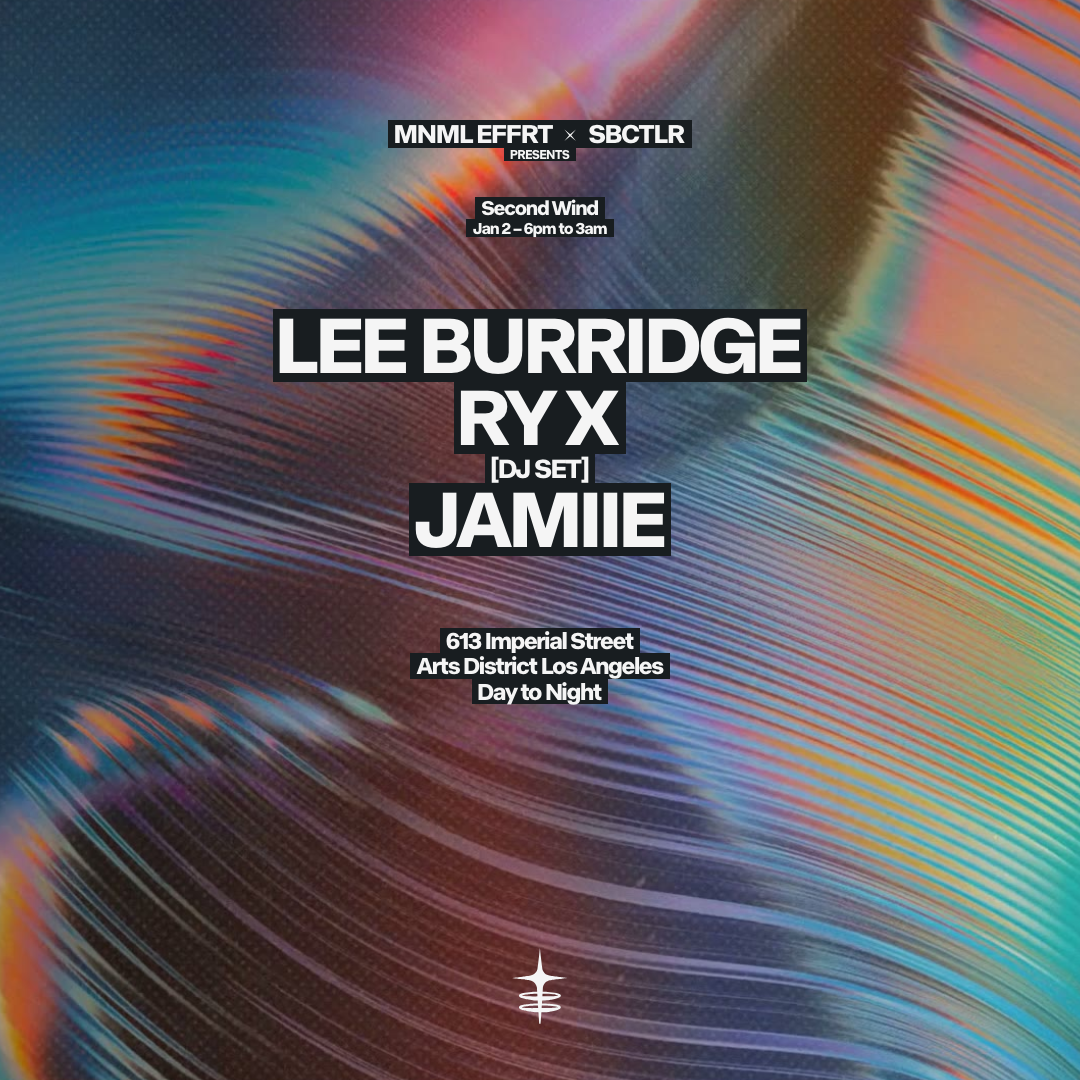 MNML EFFRT × SBCTLR
PRESENTS
Second Wind
Jan 2 – 6pm to 3am
LEE BURRIDGE
RY X
[DJ SET]
JAMIIE
613 Imperial Street
Arts District Los Angeles
Day to Night